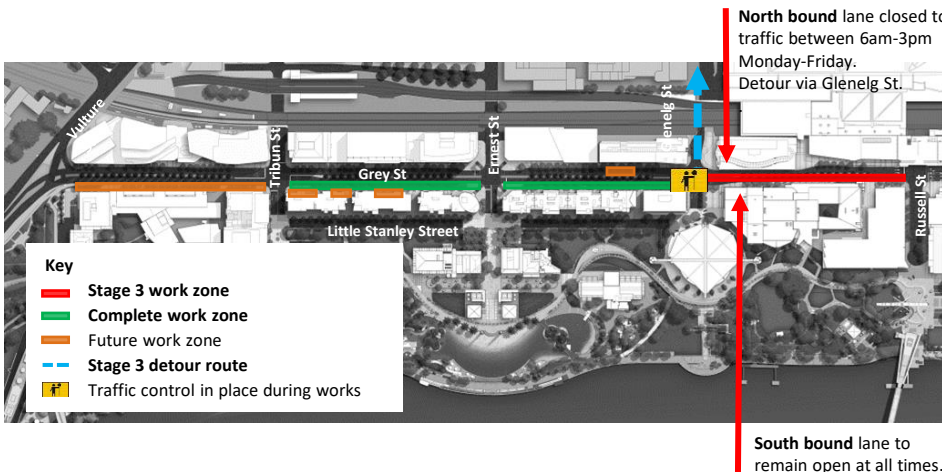 North bound lane closed to
traffic between 6am-3pm
Monday-Friday.
Detour via Glenelg St.
Vulture
Tribun St
Ernest St
Glenelg St
Grey St
Russell St
Little Stanley Street
Key
Stage 3 work zone
Complete work zone
Future work zone
Stage 3 detour route
Traffic control in place during works
South bound lane to
remain open at all times.